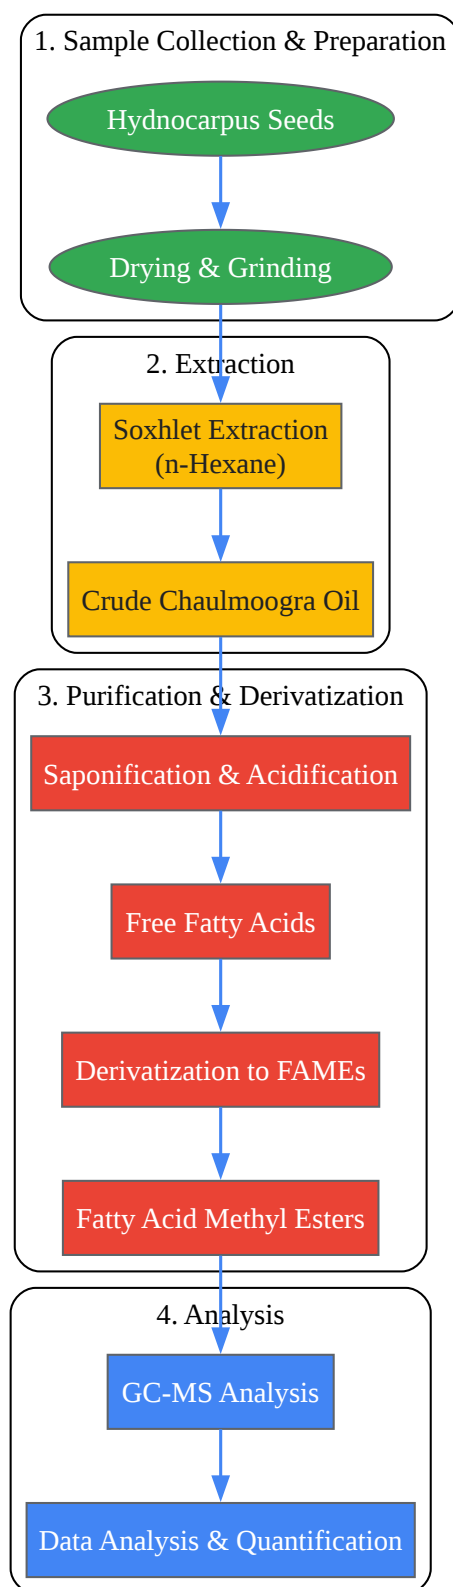 1. Sample Collection & Preparation
Hydnocarpus Seeds
Drying & Grinding
2. Extraction
Soxhlet Extraction
(n-Hexane)
Crude Chaulmoogra Oil
3. Purification & Derivatization
Saponification & Acidification
Free Fatty Acids
Derivatization to FAMEs
Fatty Acid Methyl Esters
4. Analysis
GC-MS Analysis
Data Analysis & Quantification